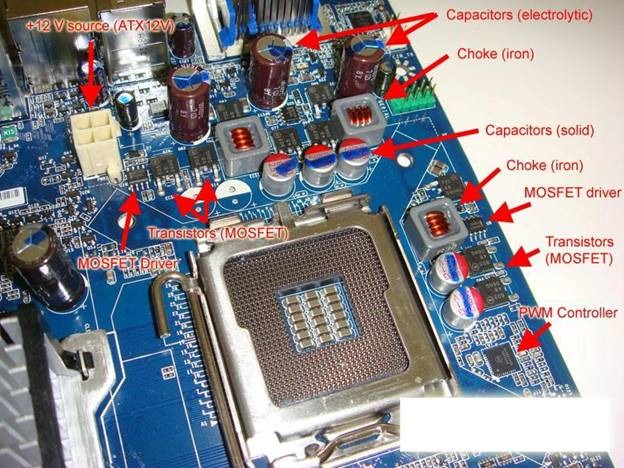 +12 V source (ATX12V)
Capacitors (electrolytic)
Choke (iron)
Capacitors (solid)
Choke (iron)
MOSFET driver
Transistors (MOSFET)
MOSFET Driver
Transistors
(MOSFET)
PWM Controller